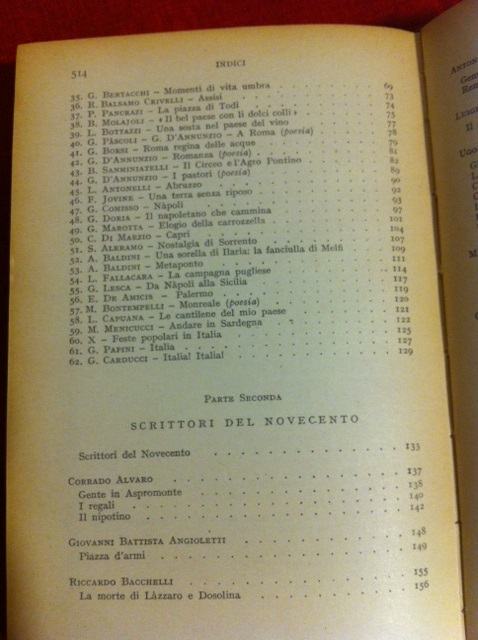 514
INDICI
35. G. Bertacchi – Momenti di vita umbra 69
36. R. Balsamo Crivelli – Assisi 73
37. P. Pancrazi – La piazza di Todi 74
38. B. Molajoli – « Il bel paese con li dolci colli » 75
39. L. Bottazzi – Una sosta nel paese del vino 77
40. G. Pàscoli – G. D'Annunzio – A Roma (poesia) 78
41. G. Borsi – Roma regina delle acque 79
42. G. D'Annunzio – Romanza (poesia) 81
43. B. Sanminiatelli – Il Circeo e l'Agro Pontino 82
44. G. D'Annunzio – I pastori (poesia) 89
45. L. Antonelli – Abruzzo 90
46. F. Jovine – Una terra senza riposo 92
47. G. Comisso – Nàpoli 93
48. G. Doria – Il napoletano che cammina 97
49. G. Marotta – Elogio della carrozzella 101
50. C. Di Marzio – Capri 104
51. S. Aleramo – Nostalgia di Sorrento 107
52. A. Baldini – Una sorella di Ilaria: la fanciulla di Melfi 109
53. A. Baldini – Metaponto 111
54. L. Fallacara – La campagna pugliese 114
55. G. Lesca – Da Nàpoli alla Sicilia 117
56. E. De Amicis – Palermo 119
57. M. Bontempelli – Monreale (poesia) 120
58. L. Capuana – Le cantilene del mio paese 121
59. M. Menicucci – Andare in Sardegna 122
60. X – Feste popolari in Italia 125
61. G. Papini – Italia 127
62. G. Carducci – Italia! Italia! 129
Parte Seconda
SCRITTORI DEL NOVECENTO
Scrittori del Novecento 133
Corrado Alvaro 137
Gente in Aspromonte 138
I regali 140
Il nipotino 142
Giovanni Battista Angioletti 148
Piazza d'armi 149
Riccardo Bacchelli 155
La morte di Làzzaro e Dosolina 156